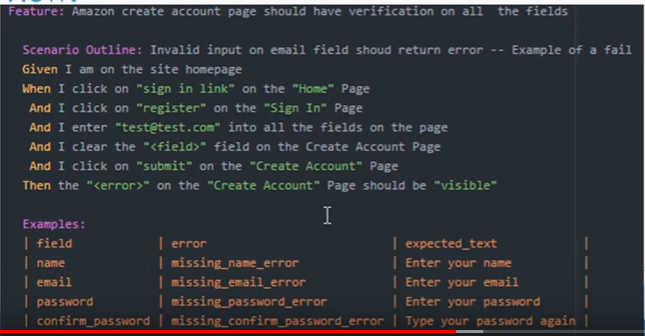 Feature: Amazon create account page should have verification on all the fields
Scenario Outline: Invalid input on email field shoud return error -- Example of a fail
Given I am on the site homepage
When I click on "sign in link" on the "Home" Page
And I click on "register" on the "Sign In" Page
And I enter "test@test.com" into all the fields on the page
And I clear the "<field>" field on the Create Account Page
And I click on "submit" on the "Create Account" Page
Then the "<error>" on the "Create Account" Page should be "visible"
Examples:
| field | error | expected_text |
| name | missing_name_error | Enter your name |
| email | missing_email_error | Enter your email |
| password | missing_password_error | Enter your password |
| confirm_password | missing_confirm_password_error | Type your password again |